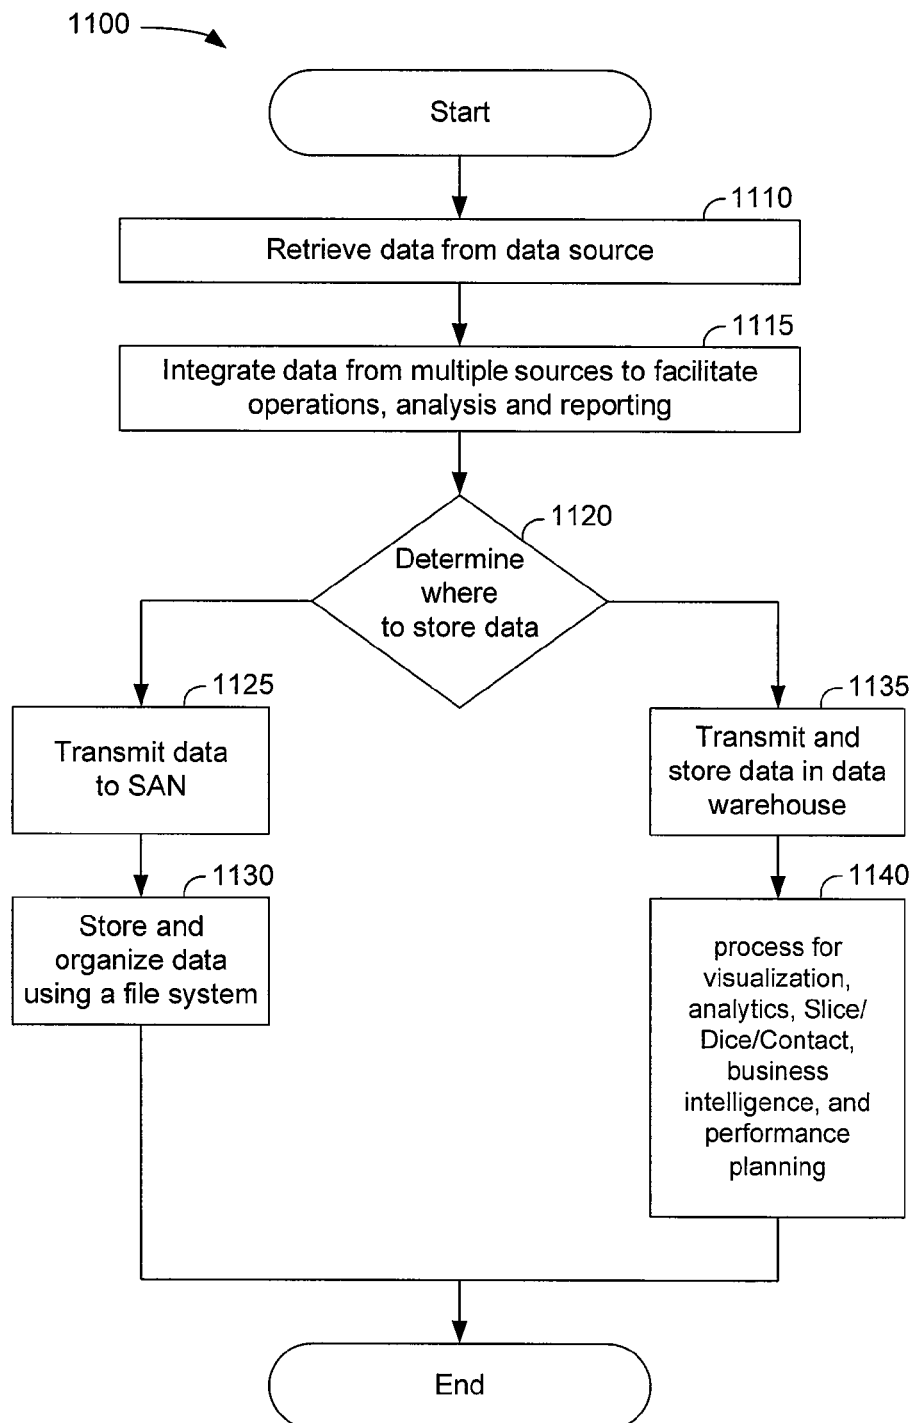 1100
Start
1110
Retrieve data from data source
1115
Integrate data from multiple sources to facilitate
operations, analysis and reporting
1120
Determine
where
to store data
1125
Transmit data
to SAN
1130
Store and
organize data
using a file system
1135
Transmit and
store data in data
warehouse
1140
process for
visualization,
analytics, Slice/
Dice/Contact,
business
intelligence, and
performance
planning
End